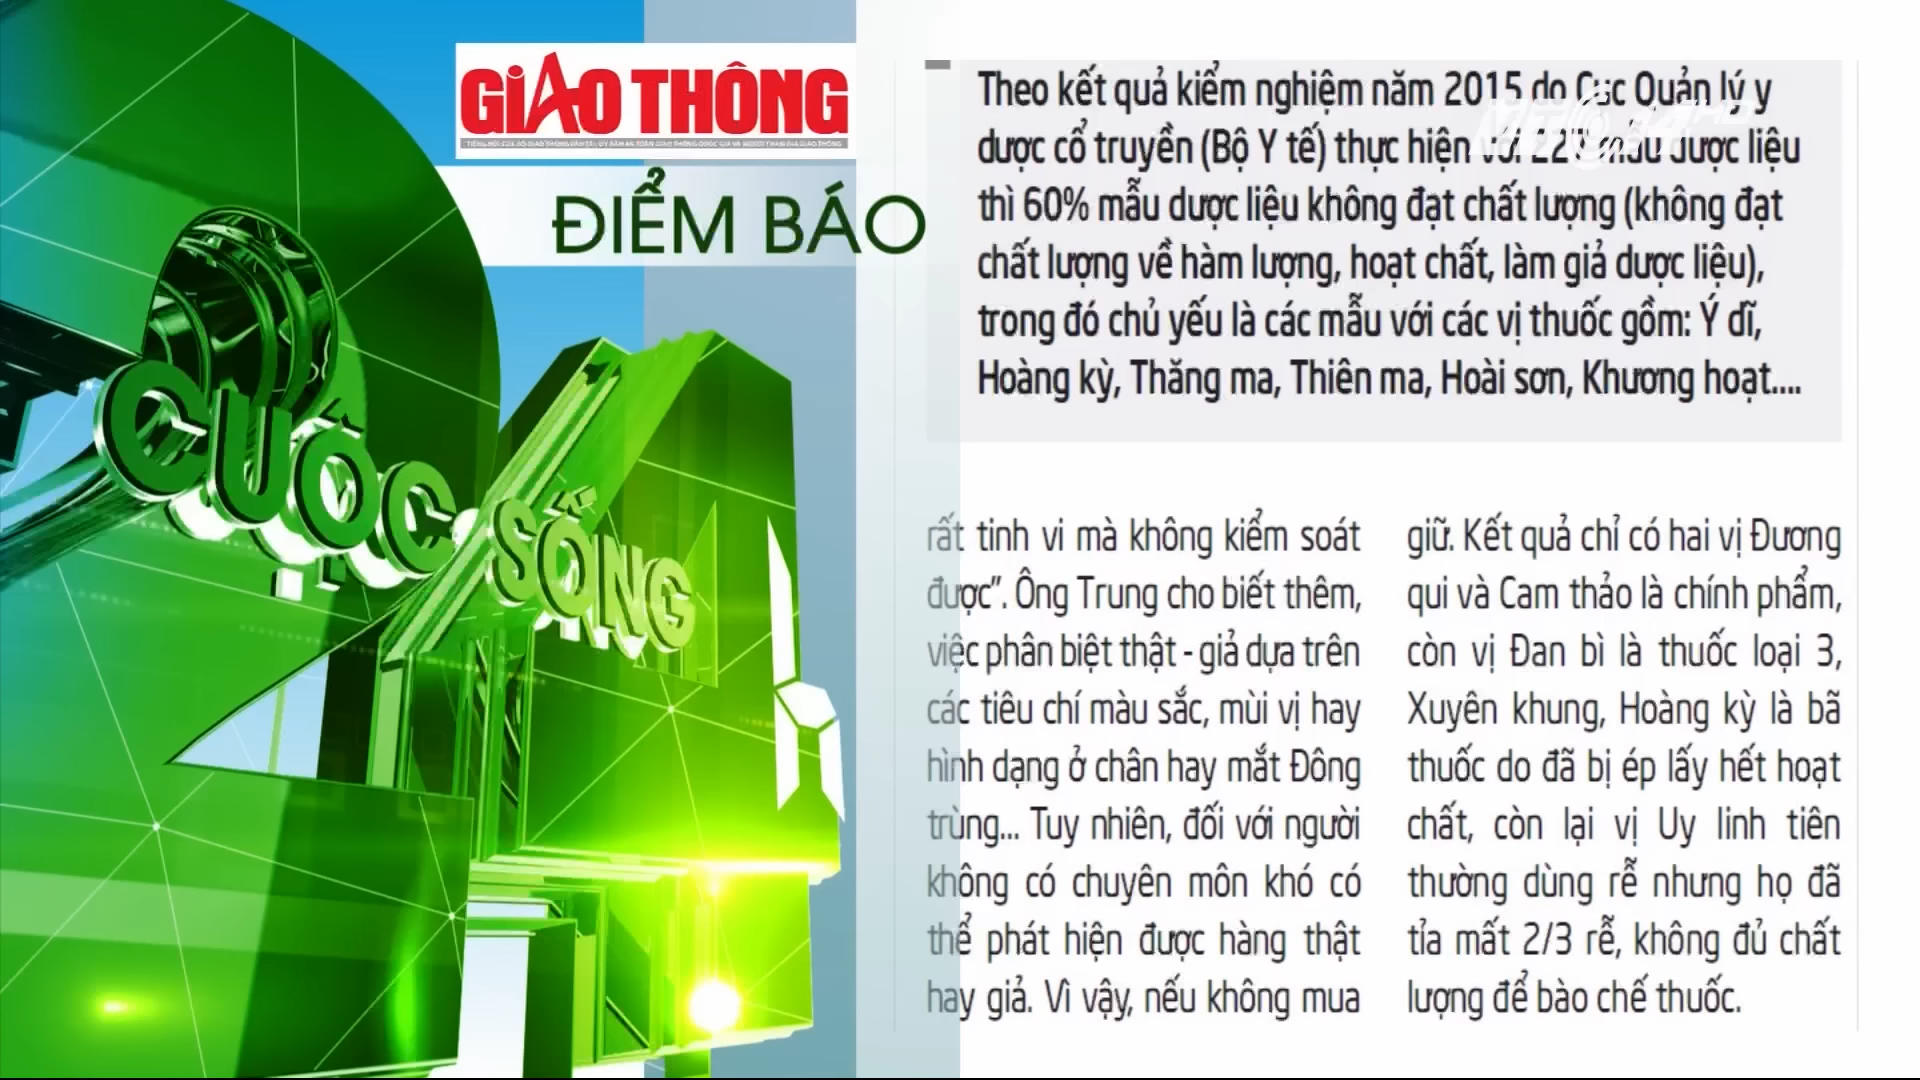 GIAO THÔNG
ĐIỂM BÁO
CUỘC SỐNG
24h
Theo kết quả kiểm nghiệm năm 2015 do Cục Quản lý y
dược cổ truyền (Bộ Y tế) thực hiện với mẫu dược liệu
thì 60% mẫu dược liệu không đạt chất lượng (không đạt
chất lượng về hàm lượng, hoạt chất, làm giả dược liệu),
trong đó chủ yếu là các mẫu với các vị thuốc gồm: Ý dĩ,
Hoàng kỳ, Thăng ma, Thiên ma, Hoài sơn, Khương hoạt....
rất tinh vi mà không kiểm soát
được”. Ông Trung cho biết thêm,
việc phân biệt thật - giả dựa trên
các tiêu chí màu sắc, mùi vị hay
hình dạng ở chân hay mắt Đông
trùng... Tuy nhiên, đối với người
không có chuyên môn khó có
thể phát hiện được hàng thật
hay giả. Vì vậy, nếu không mua
giữ. Kết quả chỉ có hai vị Đương
qui và Cam thảo là chính phẩm,
còn vị Đan bì là thuốc loại 3,
Xuyên khung, Hoàng kỳ là bã
thuốc do đã bị ép lấy hết hoạt
chất, còn lại vị Uy linh tiên
thường dùng rễ nhưng họ đã
tỉa mất 2/3 rễ, không đủ chất
lượng để bào chế thuốc.